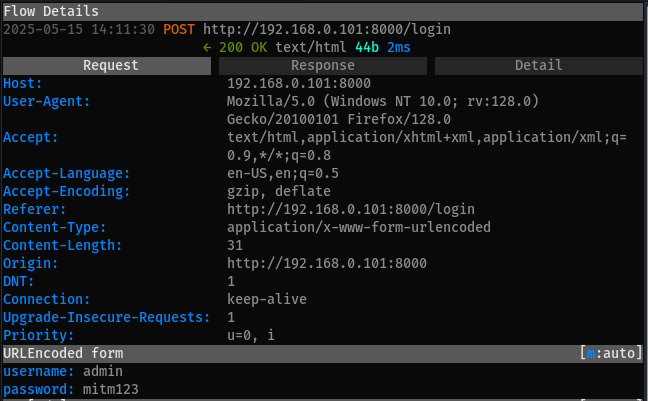 Flow Details
2025-05-15 14:11:30 POST http://192.168.0.101:8000/login
← 200 OK text/html 44b 2ms
Request Response Detail
Host: 192.168.0.101:8000
User-Agent: Mozilla/5.0 (Windows NT 10.0; rv:128.0)
Gecko/20100101 Firefox/128.0
Accept: text/html,application/xhtml+xml,application/xml;q=
0.9,*/*;q=0.8
Accept-Language: en-US,en;q=0.5
Accept-Encoding: gzip, deflate
Referer: http://192.168.0.101:8000/login
Content-Type: application/x-www-form-urlencoded
Content-Length: 31
Origin: http://192.168.0.101:8000
DNT: 1
Connection: keep-alive
Upgrade-Insecure-Requests: 1
Priority: u=0, i
URLEncoded form [m:auto]
username: admin
password: mitm123